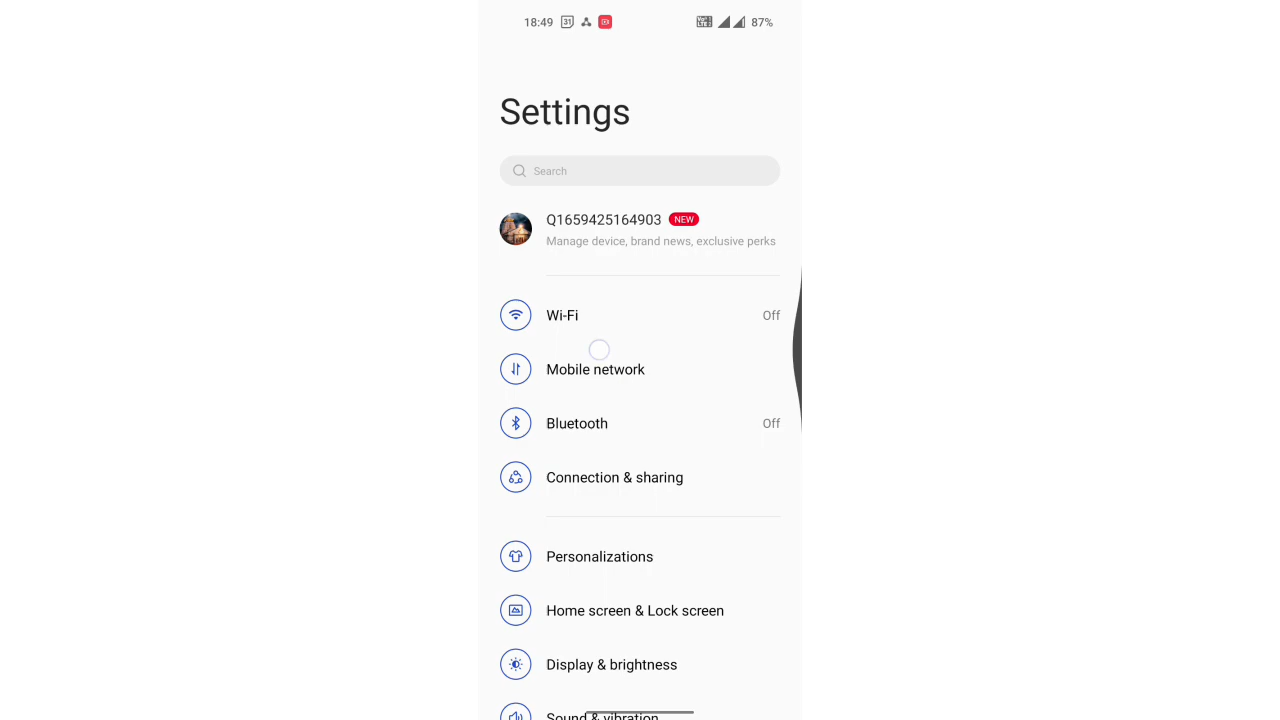 18:49 31 87%
Settings
Search
Q1659425164903 NEW
Manage device, brand news, exclusive perks
Wi-Fi Off
Mobile network
Bluetooth Off
Connection & sharing
Personalizations
Home screen & Lock screen
Display & brightness
Sound & vibration